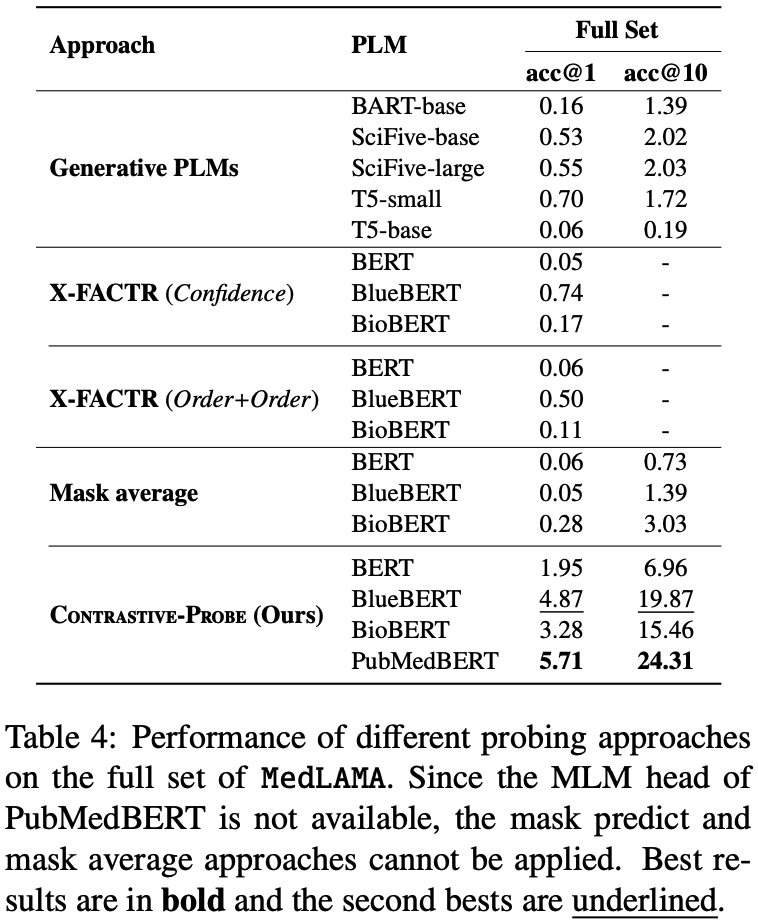 Approach PLM Full Set
acc@1 acc@10
Generative PLMs
BART-base 0.16 1.39
SciFive-base 0.53 2.02
SciFive-large 0.55 2.03
T5-small 0.70 1.72
T5-base 0.06 0.19
X-FACTR (Confidence)
BERT 0.05 -
BlueBERT 0.74 -
BioBERT 0.17 -
X-FACTR (Order+Order)
BERT 0.06 -
BlueBERT 0.50 -
BioBERT 0.11 -
Mask average
BERT 0.06 0.73
BlueBERT 0.05 1.39
BioBERT 0.28 3.03
CONTRASTIVE-PROBE (Ours)
BERT 1.95 6.96
BlueBERT 4.87 19.87
BioBERT 3.28 15.46
PubMedBERT 5.71 24.31
Table 4: Performance of different probing approaches
on the full set of MedLAMA. Since the MLM head of
PubMedBERT is not available, the mask predict and
mask average approaches cannot be applied. Best re-
sults are in bold and the second bests are underlined.